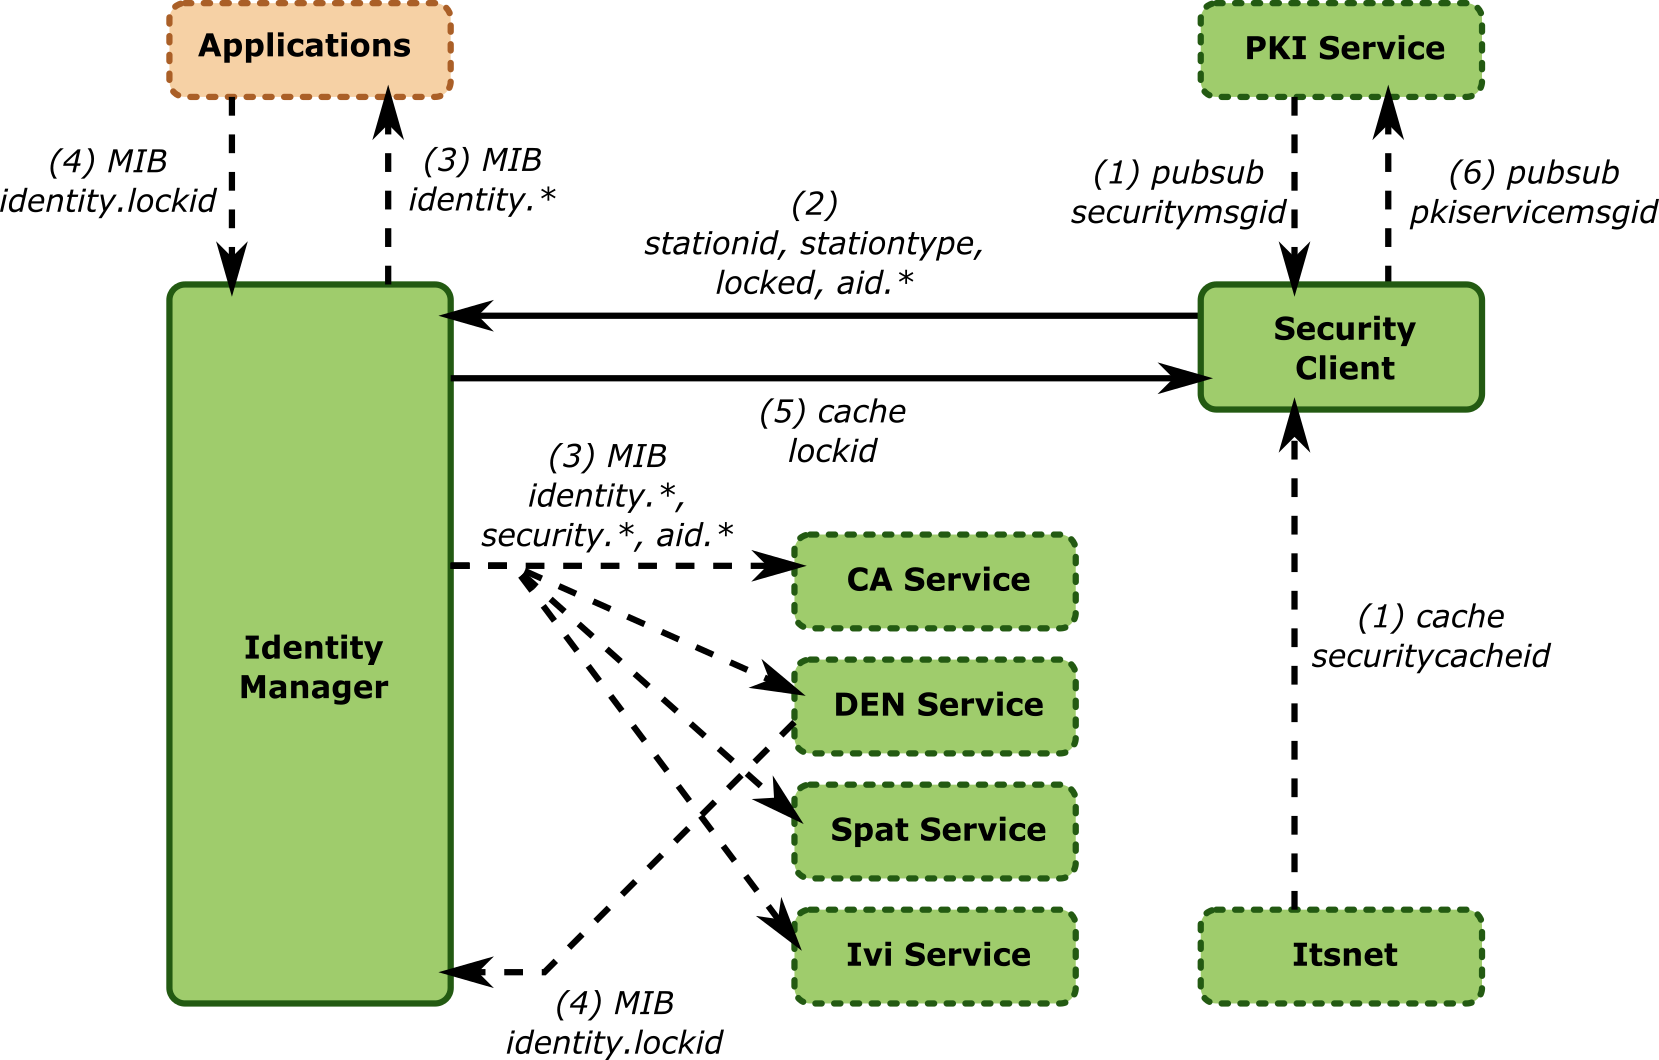 Applications
PKI Service
(4) MIB
identity.lockid
(3) MIB
identity.*
(2)
stationid, stationtype,
locked, aid.*
(1) pubsub
securitymsgid
(6) pubsub
pkiservicemsgid
Security
Client
(5) cache
lockid
(3) MIB
identity.*,
security.*, aid.*
CA Service
Identity
Manager
DEN Service
(1) cache
securitycacheid
Spat Service
Ivi Service
Itsnet
(4) MIB
identity.lockid